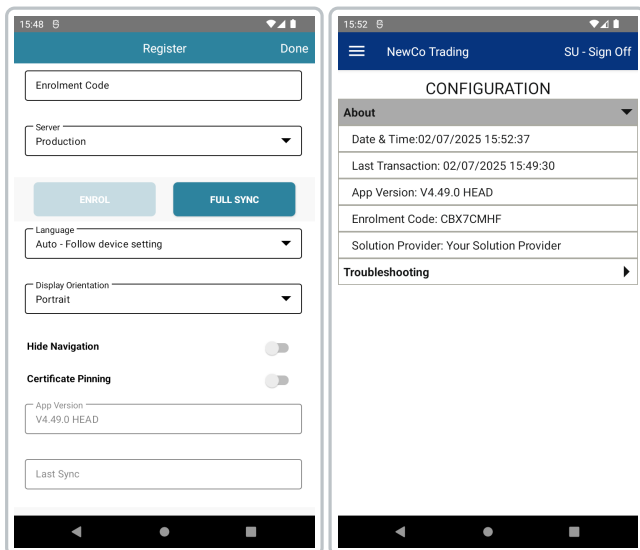 15:48
Register
Done
Enrolment Code
Server
Production
ENROL
FULL SYNC
Language
Auto - Follow device setting
Display Orientation
Portrait
Hide Navigation
Certificate Pinning
App Version
V4.49.0 HEAD
Last Sync
15:52
NewCo Trading
SU - Sign Off
CONFIGURATION
About
Date & Time:02/07/2025 15:52:37
Last Transaction: 02/07/2025 15:49:30
App Version: V4.49.0 HEAD
Enrolment Code: CBX7CMHF
Solution Provider: Your Solution Provider
Troubleshooting